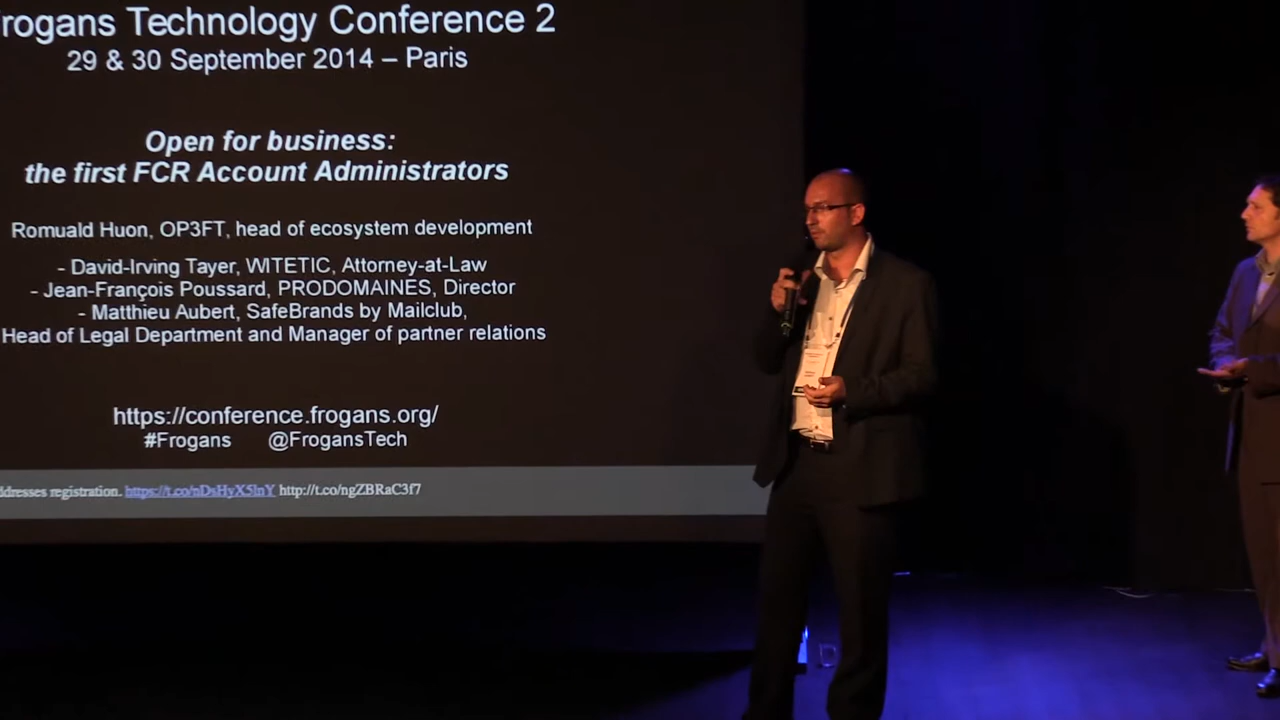 rogans Technology Conference 2
29 & 30 September 2014 – Paris
Open for business:
the first FCR Account Administrators
Romuald Huon, OP3FT, head of ecosystem development
- David-Irving Tayer, WITETIC, Attorney-at-Law
- Jean-François Poussard, PRODOMAINES, Director
- Matthieu Aubert, SafeBrands by Mailclub,
Head of Legal Department and Manager of partner relations
https://conference.frogans.org/
#Frogans @FrogansTech
ddresses registration. https://t.co/nDsHyX5lnY http://t.co/ngZBRaC3f7